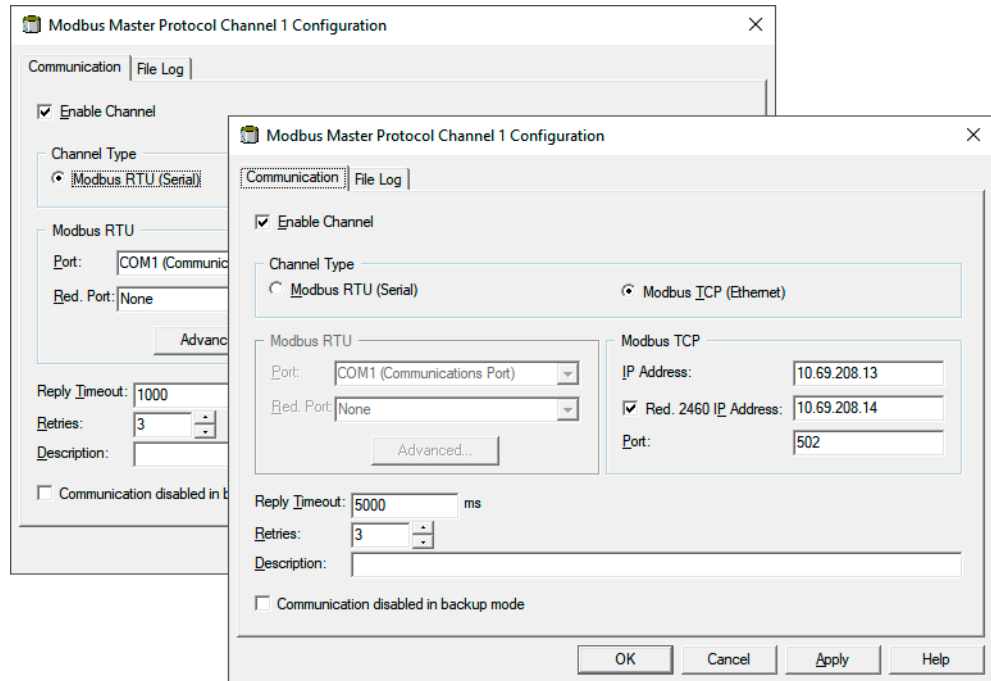 Modbus Master Protocol Channel 1 Configuration
Communication File Log
Enable Channel
Channel Type
Modbus RTU (Serial)
Modbus RTU
Port: COM1 (Communic
Red. Port: None
Advanc
Reply Timeout: 1000
Retries: 3
Description:
Communication disabled in b
Modbus Master Protocol Channel 1 Configuration
Communication File Log
Enable Channel
Channel Type
Modbus RTU (Serial) Modbus TCP (Ethernet)
Modbus RTU
Port: COM1 (Communications Port)
Red. Port: None
Advanced...
Modbus TCP
IP Address: 10.69.208.13
Red. 2460 IP Address: 10.69.208.14
Port: 502
Reply Timeout: 5000 ms
Retries: 3
Description:
Communication disabled in backup mode
OK Cancel Apply Help